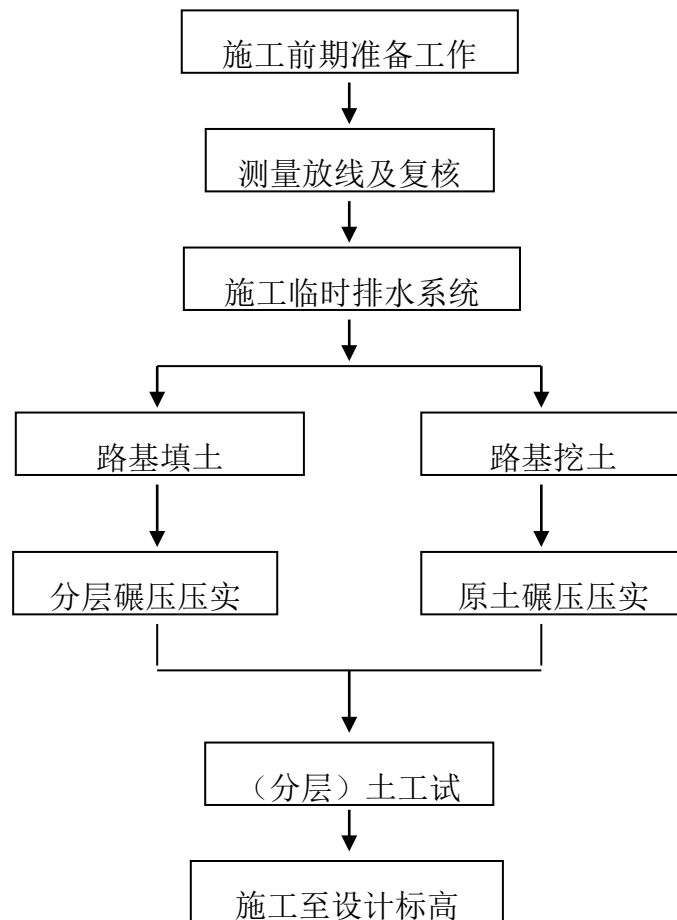 施工前期准备工作
测量放线及复核
施工临时排水系统
路基填土
路基挖土
分层碾压压实
原土碾压压实
（分层）土工试
施工至设计标高